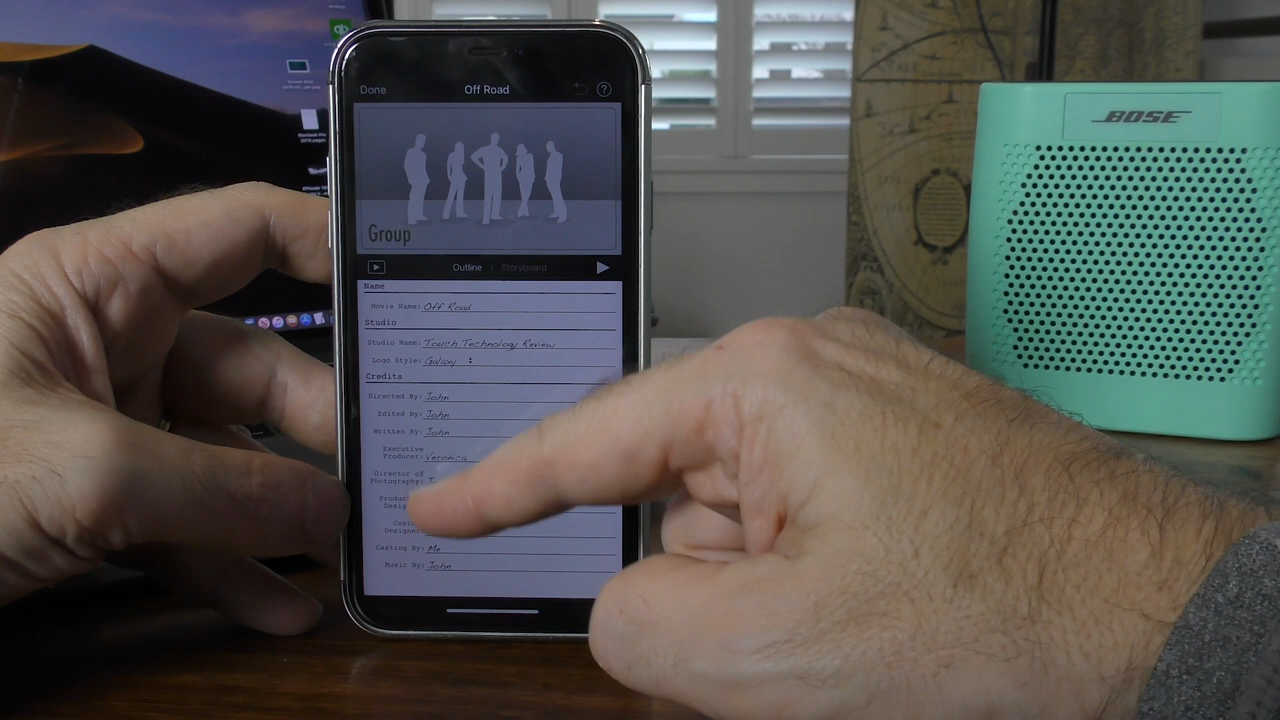 Done Off Road ?
BOSE
Group
Outline | Storyboard
Name
Movie Name: Off Road
Studio
Studio Name: Touch Technology Review
Logo Style: Galaxy
Credits
Directed By: John
Edited By: John
Written By: John
Executive
Producer: Veronica
Director of
Photography:
Casting By: Me
Music By: John